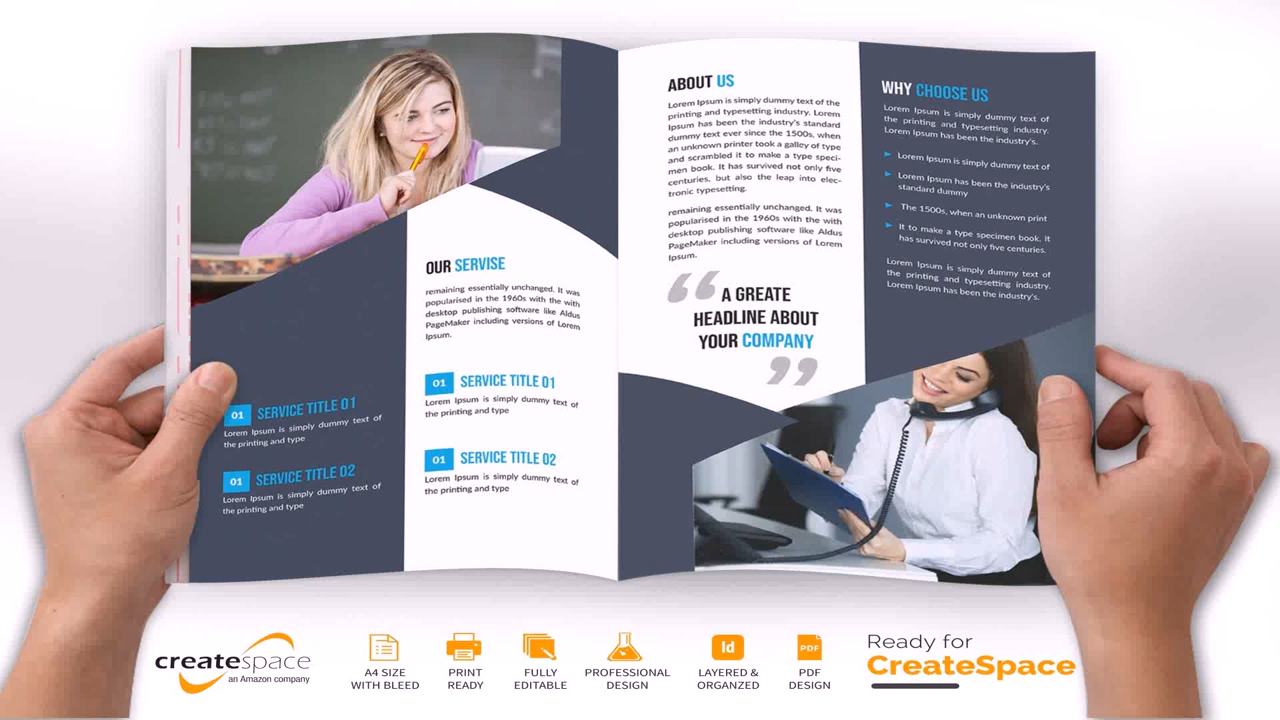 OUR SERVISE
remaining essentially unchanged. It was
popularised in the 1960s with the with
desktop publishing software like Aldus
PageMaker including versions of Lorem
Ipsum.
01 SERVICE TITLE 01
Lorem Ipsum is simply dummy text of
the printing and type
01 SERVICE TITLE 02
Lorem Ipsum is simply dummy text of
the printing and type
01 SERVICE TITLE 01
Lorem Ipsum is simply dummy text of
the printing and type
01 SERVICE TITLE 02
Lorem Ipsum is simply dummy text of
the printing and type
ABOUT US
Lorem Ipsum is simply dummy text of the
printing and typesetting industry. Lorem
Ipsum has been the industry's standard
dummy text ever since the 1500s, when
an unknown printer took a galley of type
and scrambled it to make a type speci-
men book. It has survived not only five
centuries, but also the leap into elec-
tronic typesetting.
remaining essentially unchanged. It was
popularised in the 1960s with the with
desktop publishing software like Aldus
PageMaker including versions of Lorem
Ipsum.
“ A GREATE
HEADLINE ABOUT
YOUR COMPANY
”
WHY CHOOSE US
Lorem Ipsum is simply dummy text of
the printing and typesetting industry.
Lorem Ipsum has been the industry's.
Lorem Ipsum is simply dummy text of
Lorem Ipsum has been the industry's
standard dummy
The 1500s, when an unknown print
It to make a type specimen book. It
has survived not only five centuries.
Lorem Ipsum is simply dummy text of
the printing and typesetting industry.
Lorem Ipsum has been the industry's.
createspace
an Amazon company
A4 SIZE
WITH BLEED
PRINT
READY
FULLY
EDITABLE
PROFESSIONAL
DESIGN
Id
LAYERED &
ORGANZED
PDF
PDF
DESIGN
Ready for
CreateSpace